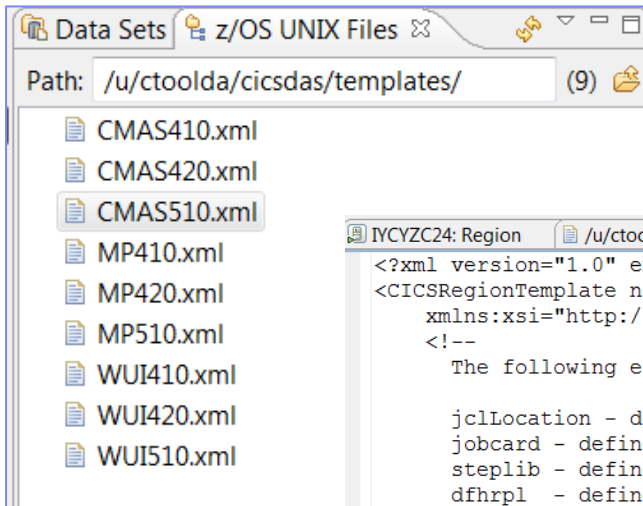 Data Sets z/OS UNIX Files
Path: /u/ctoolda/cicsdas/templates/ (9)
CMAS410.xml
CMAS420.xml
CMAS510.xml
MP410.xml
MP420.xml
MP510.xml
WUI410.xml
WUI420.xml
WUI510.xml
IYCYZC24: Region /u/ctoo
<?xml version="1.0" e
<CICSRegionTemplate n
xmlns:xsi="http:/
<!--
The following e
jclLocation - d
jobcard - defin
steplib - defin
dfhrpl - defin